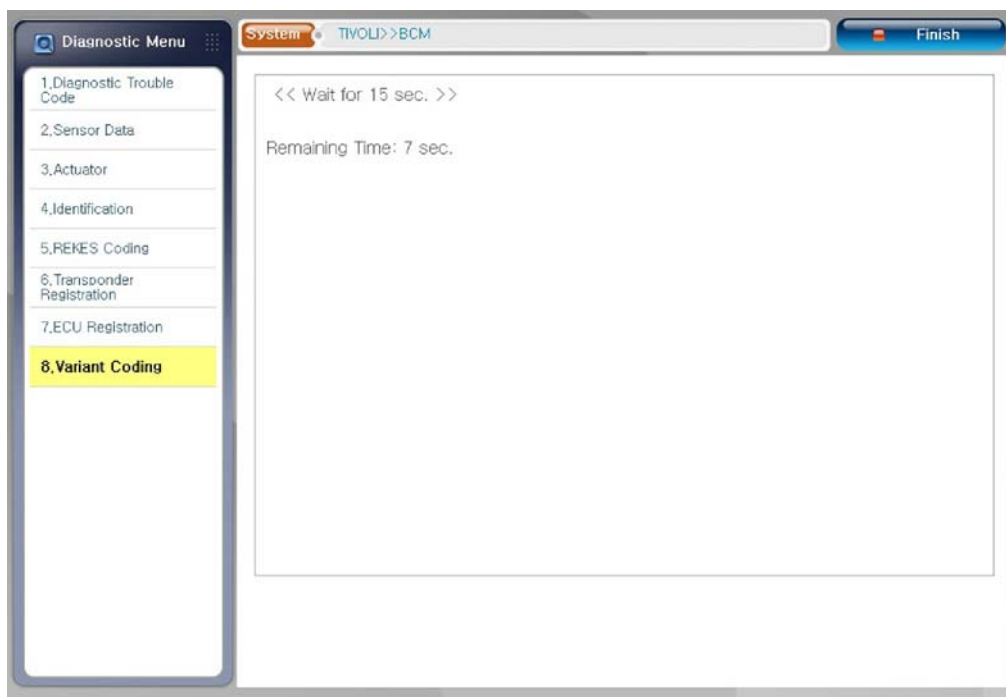 Diagnostic Menu
System
TIVOLI>>BCM
Finish
1.Diagnostic Trouble
Code
2.Sensor Data
3.Actuator
4.Identification
5.REKES Coding
6.Transponder
Registration
7.ECU Registration
8.Variant Coding
<< Wait for 15 sec. >>
Remaining Time: 7 sec.